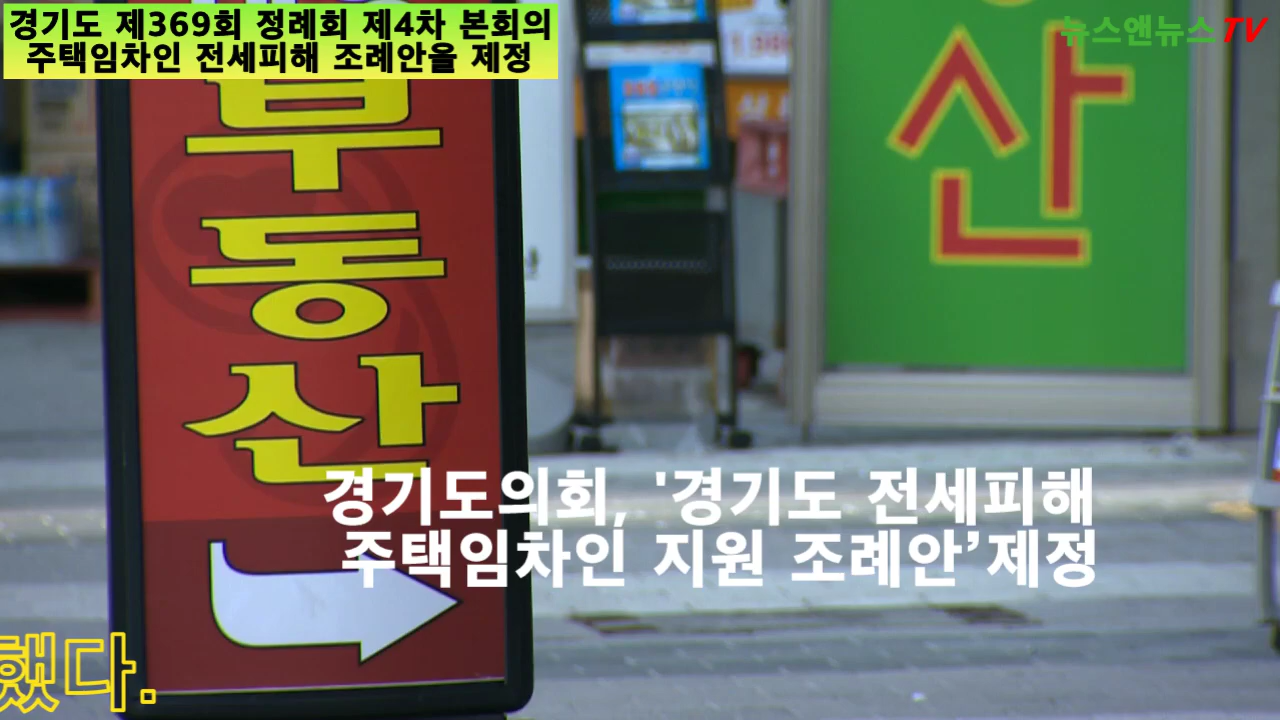 경기도 제369회 정례회 제4차 본회의
주택임차인 전세피해 조례안을 제정
뉴스앤뉴스TV
부동산
산
경기도의회, '경기도 전세피해
주택임차인 지원 조례안’제정
했다.